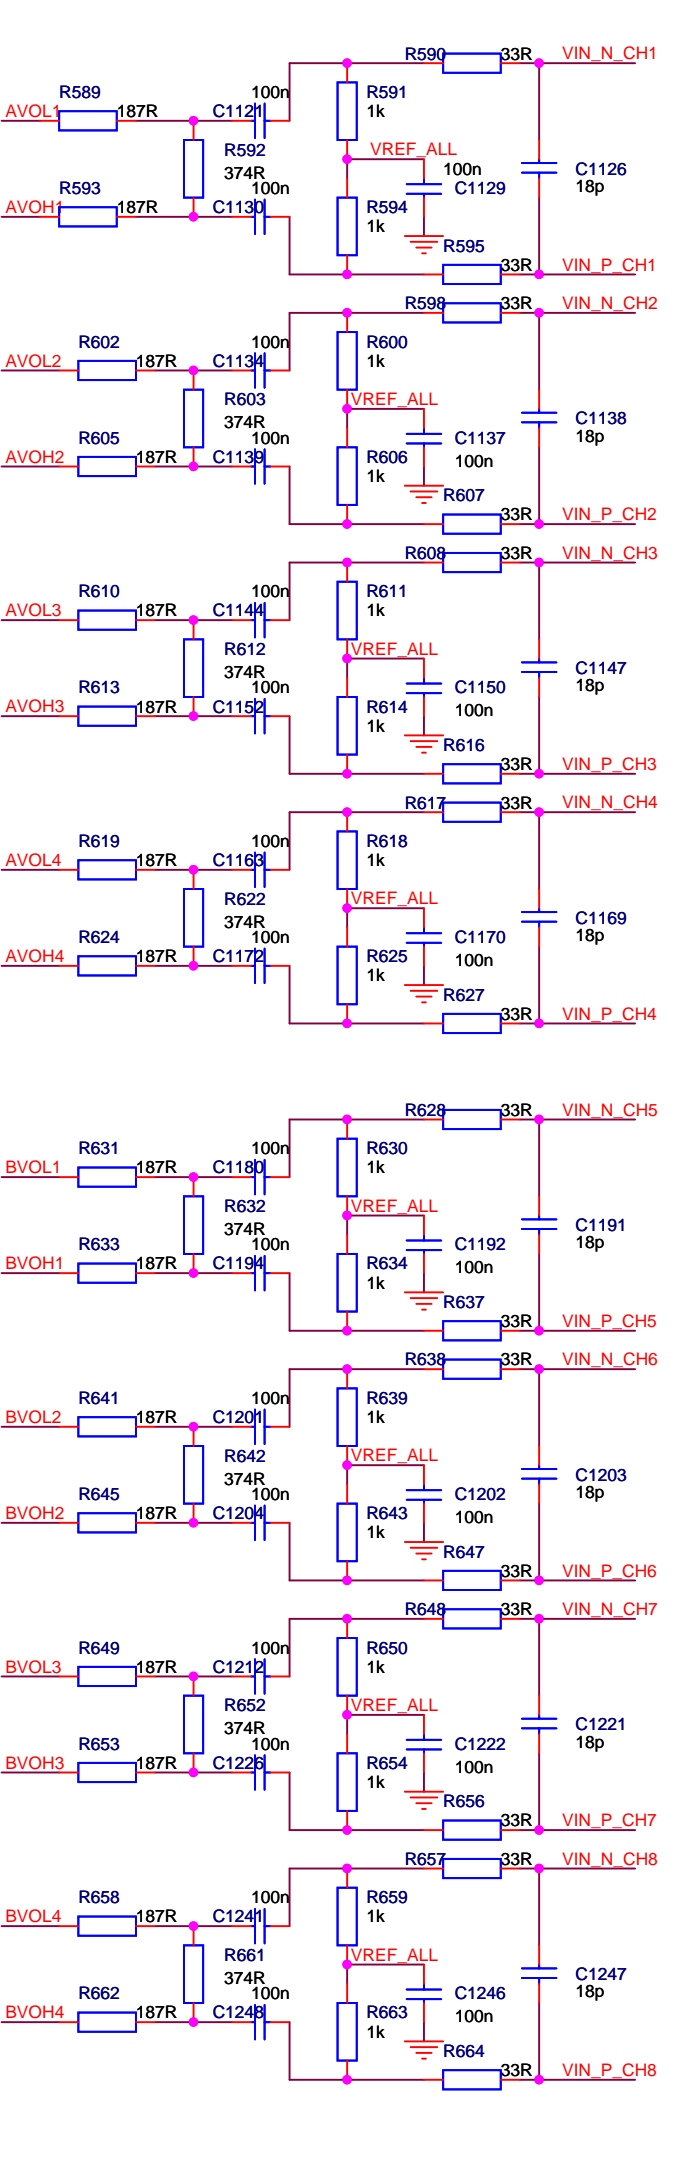 R590 33R VIN_N_CH1
100n
R589 R591
AVOL1 187R C1121 1k
R592 VREF_ALL
374R 100n C1126
R593 100n C1129 18p
AVOH1 187R C1130 R594
1k
R595
33R VIN_P_CH1
R598 33R VIN_N_CH2
R602 100n R600
AVOL2 187R C1134 1k
R603 VREF_ALL
374R C1138
R605 100n C1137 18p
AVOH2 187R C1139 R606 100n
1k
R607
33R VIN_P_CH2
R608 33R VIN_N_CH3
R610 100n R611
AVOL3 187R C1144 1k
R612 VREF_ALL
374R C1147
R613 100n C1150 18p
AVOH3 187R C1152 R614 100n
1k
R616
33R VIN_P_CH3
R617 33R VIN_N_CH4
R619 100n R618
AVOL4 187R C1163 1k
R622 VREF_ALL
374R C1169
R624 100n C1170 18p
AVOH4 187R C1172 R625 100n
1k
R627
33R VIN_P_CH4
R628 33R VIN_N_CH5
R631 100n R630
BVOL1 187R C1180 1k
R632 VREF_ALL
374R C1191
R633 100n C1192 18p
BVOH1 187R C1194 R634 100n
1k
R637
33R VIN_P_CH5
R638 33R VIN_N_CH6
R641 100n R639
BVOL2 187R C1201 1k
R642 VREF_ALL
374R C1203
R645 100n C1202 18p
BVOH2 187R C1204 R643 100n
1k
R647
33R VIN_P_CH6
R648 33R VIN_N_CH7
R649 100n R650
BVOL3 187R C1212 1k
R652 VREF_ALL
374R C1221
R653 100n C1222 18p
BVOH3 187R C1226 R654 100n
1k
R656
33R VIN_P_CH7
R657 33R VIN_N_CH8
R658 100n R659
BVOL4 187R C1241 1k
R661 VREF_ALL
374R C1247
R662 100n C1246 18p
BVOH4 187R C1248 R663 100n
1k
R664
33R VIN_P_CH8